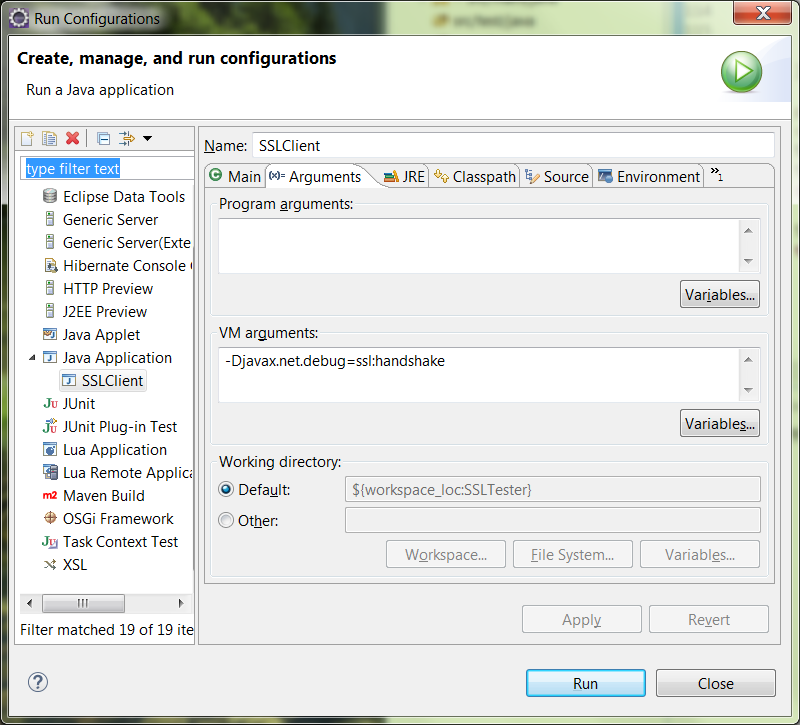 Run Configurations
Create, manage, and run configurations
Run a Java application
type filter text
Eclipse Data Tools
Generic Server
Generic Server(Exte
Hibernate Console
HTTP Preview
J2EE Preview
Java Applet
Java Application
SSLClient
JUnit
JUnit Plug-in Test
Lua Application
Lua Remote Applica
Maven Build
OSGi Framework
Task Context Test
XSL
Filter matched 19 of 19 ite
Name: SSLClient
Main (x)= Arguments JRE Classpath Source Environment »1
Program arguments:
Variables...
VM arguments:
-Djavax.net.debug=ssl:handshake
Variables...
Working directory:
Default: ${workspace_loc:SSLTester}
Other:
Workspace... File System... Variables...
Apply Revert
? Run Close